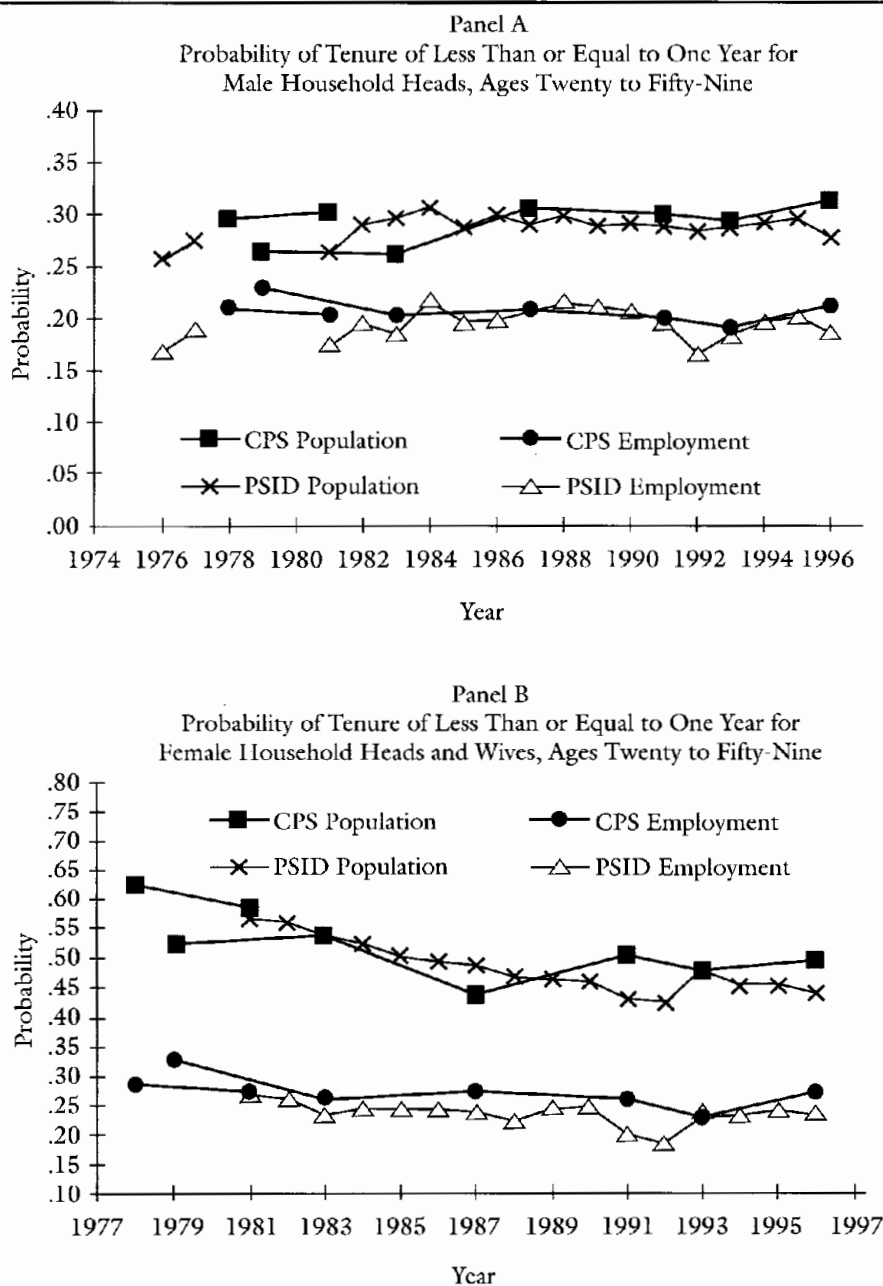 Panel A
Probability of Tenure of Less Than or Equal to One Year for
Male Household Heads, Ages Twenty to Fifty-Nine
.40
.35
.30
.25
.20
.15
.10
.05
.00
Probability
CPS Population
CPS Employment
PSID Population
PSID Employment
1974 1976 1978 1980 1982 1984 1986 1988 1990 1992 1994 1996
Year
Panel B
Probability of Tenure of Less Than or Equal to One Year for
Female Household Heads and Wives, Ages Twenty to Fifty-Nine
.80
.75
.70
.65
.60
.55
.50
.45
.40
.35
.30
.25
.20
.15
.10
Probability
CPS Population
CPS Employment
PSID Population
PSID Employment
1977 1979 1981 1983 1985 1987 1989 1991 1993 1995 1997
Year